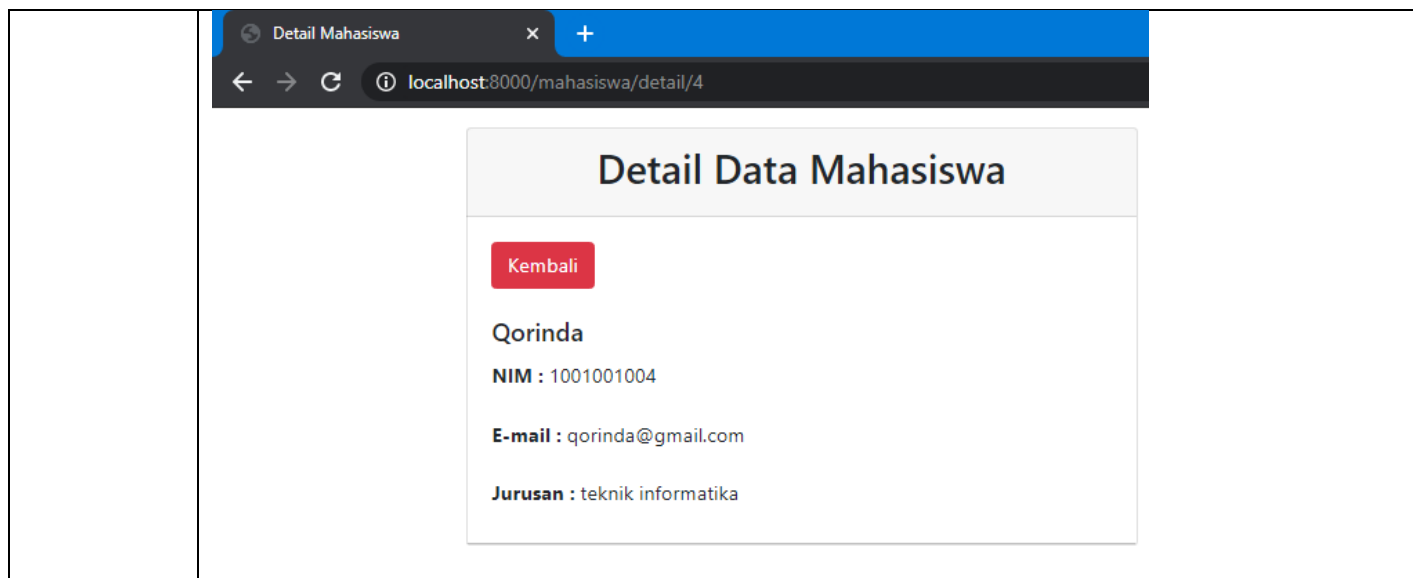 Detail Mahasiswa
localhost:8000/mahasiswa/detail/4
Detail Data Mahasiswa
Kembali
Qorinda
NIM : 1001001004
E-mail : qorinda@gmail.com
Jurusan : teknik informatika